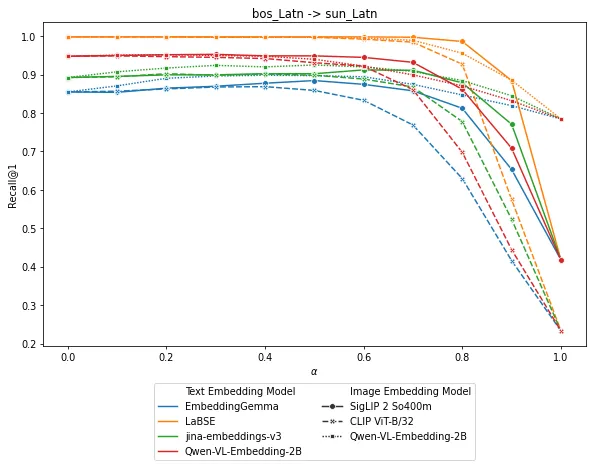 bos_Latn -> sun_Latn
1.0
0.9
0.8
0.7
0.6
0.5
0.4
0.3
0.2
Recall@1
0.0 0.2 0.4 0.6 0.8 1.0
α
Text Embedding Model
EmbeddingGemma
LaBSE
jina-embeddings-v3
Qwen-VL-Embedding-2B
Image Embedding Model
SigLIP 2 So400m
CLIP ViT-B/32
Qwen-VL-Embedding-2B